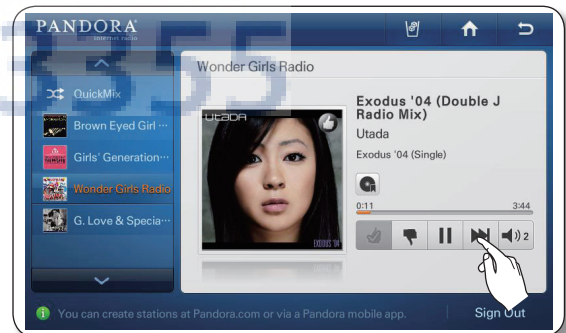 PANDORA
internet radio
3355
Wonder Girls Radio
QuickMix
Brown Eyed Girl ...
Girls' Generation...
Wonder Girls Radio
G. Love & Specia...
UTADA
EXODUS '04
Exodus '04 (Double J
Radio Mix)
Utada
Exodus '04 (Single)
0:11
3:44
2
You can create stations at Pandora.com or via a Pandora mobile app.
Sign Out